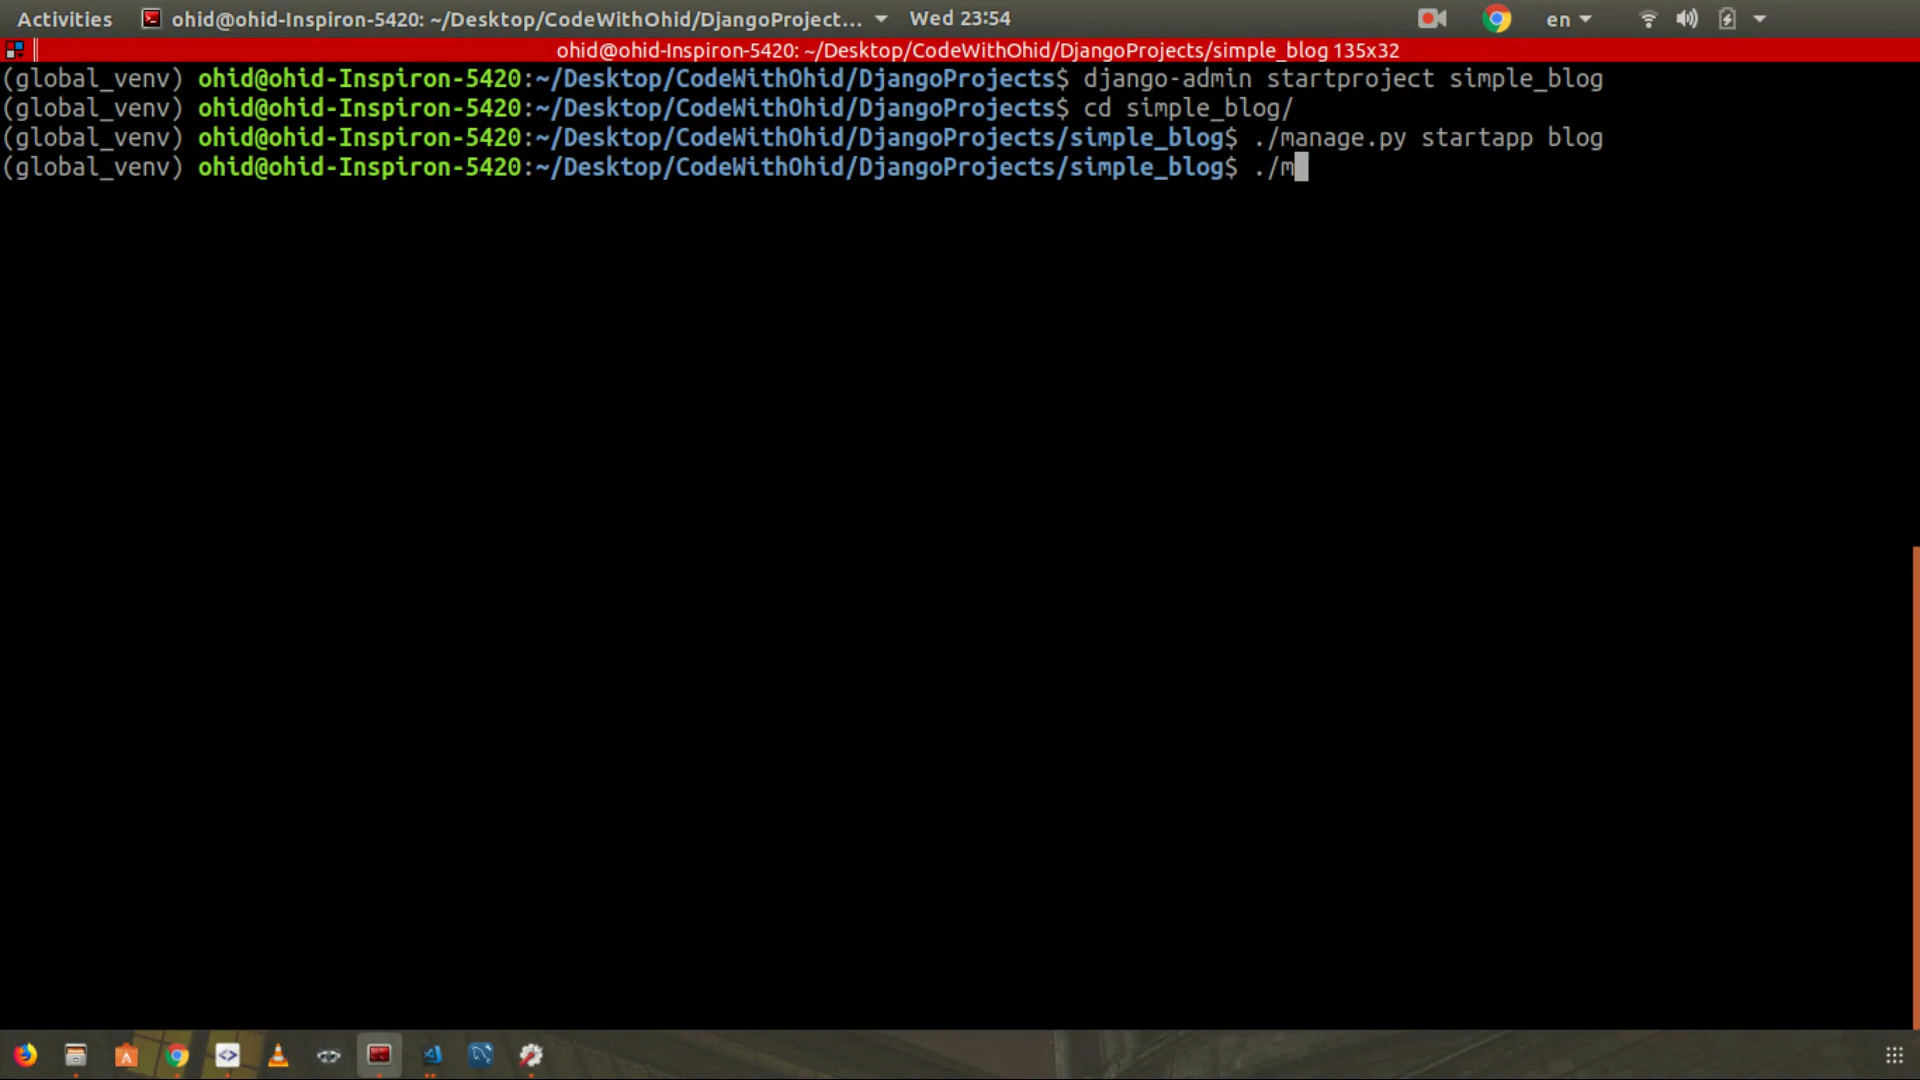 Activities ohid@ohid-Inspiron-5420: ~/Desktop/CodeWithOhid/DjangoProject... Wed 23:54 en
ohid@ohid-Inspiron-5420: ~/Desktop/CodeWithOhid/DjangoProjects/simple_blog 135x32
(global_venv) ohid@ohid-Inspiron-5420:~/Desktop/CodeWithOhid/DjangoProjects$ django-admin startproject simple_blog
(global_venv) ohid@ohid-Inspiron-5420:~/Desktop/CodeWithOhid/DjangoProjects$ cd simple_blog/
(global_venv) ohid@ohid-Inspiron-5420:~/Desktop/CodeWithOhid/DjangoProjects/simple_blog$ ./manage.py startapp blog
(global_venv) ohid@ohid-Inspiron-5420:~/Desktop/CodeWithOhid/DjangoProjects/simple_blog$ ./m